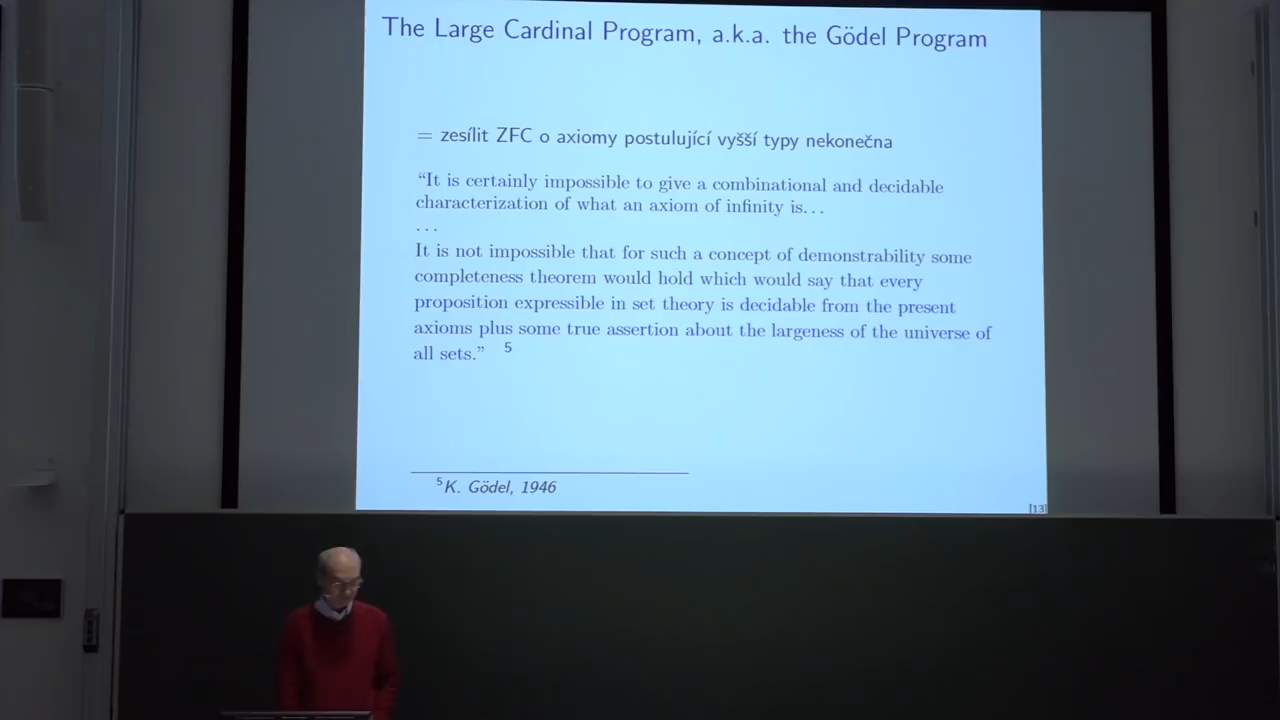 The Large Cardinal Program, a.k.a. the Gödel Program
= zesílit ZFC o axiomy postulující vyšší typy nekonečna
“It is certainly impossible to give a combinational and decidable
characterization of what an axiom of infinity is…
…
It is not impossible that for such a concept of demonstrability some
completeness theorem would hold which would say that every
proposition expressible in set theory is decidable from the present
axioms plus some true assertion about the largeness of the universe of
all sets.” 5
5K. Gödel, 1946
[13]